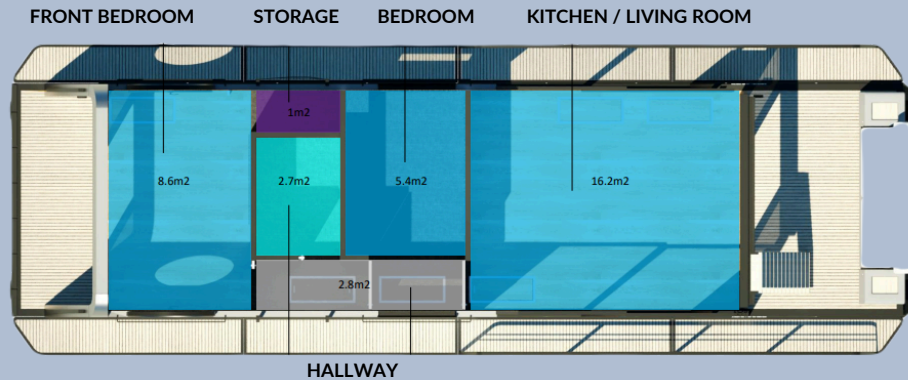 FRONT BEDROOM STORAGE BEDROOM KITCHEN / LIVING ROOM
1m2
8.6m2 2.7m2 5.4m2 16.2m2
2.8m2
HALLWAY